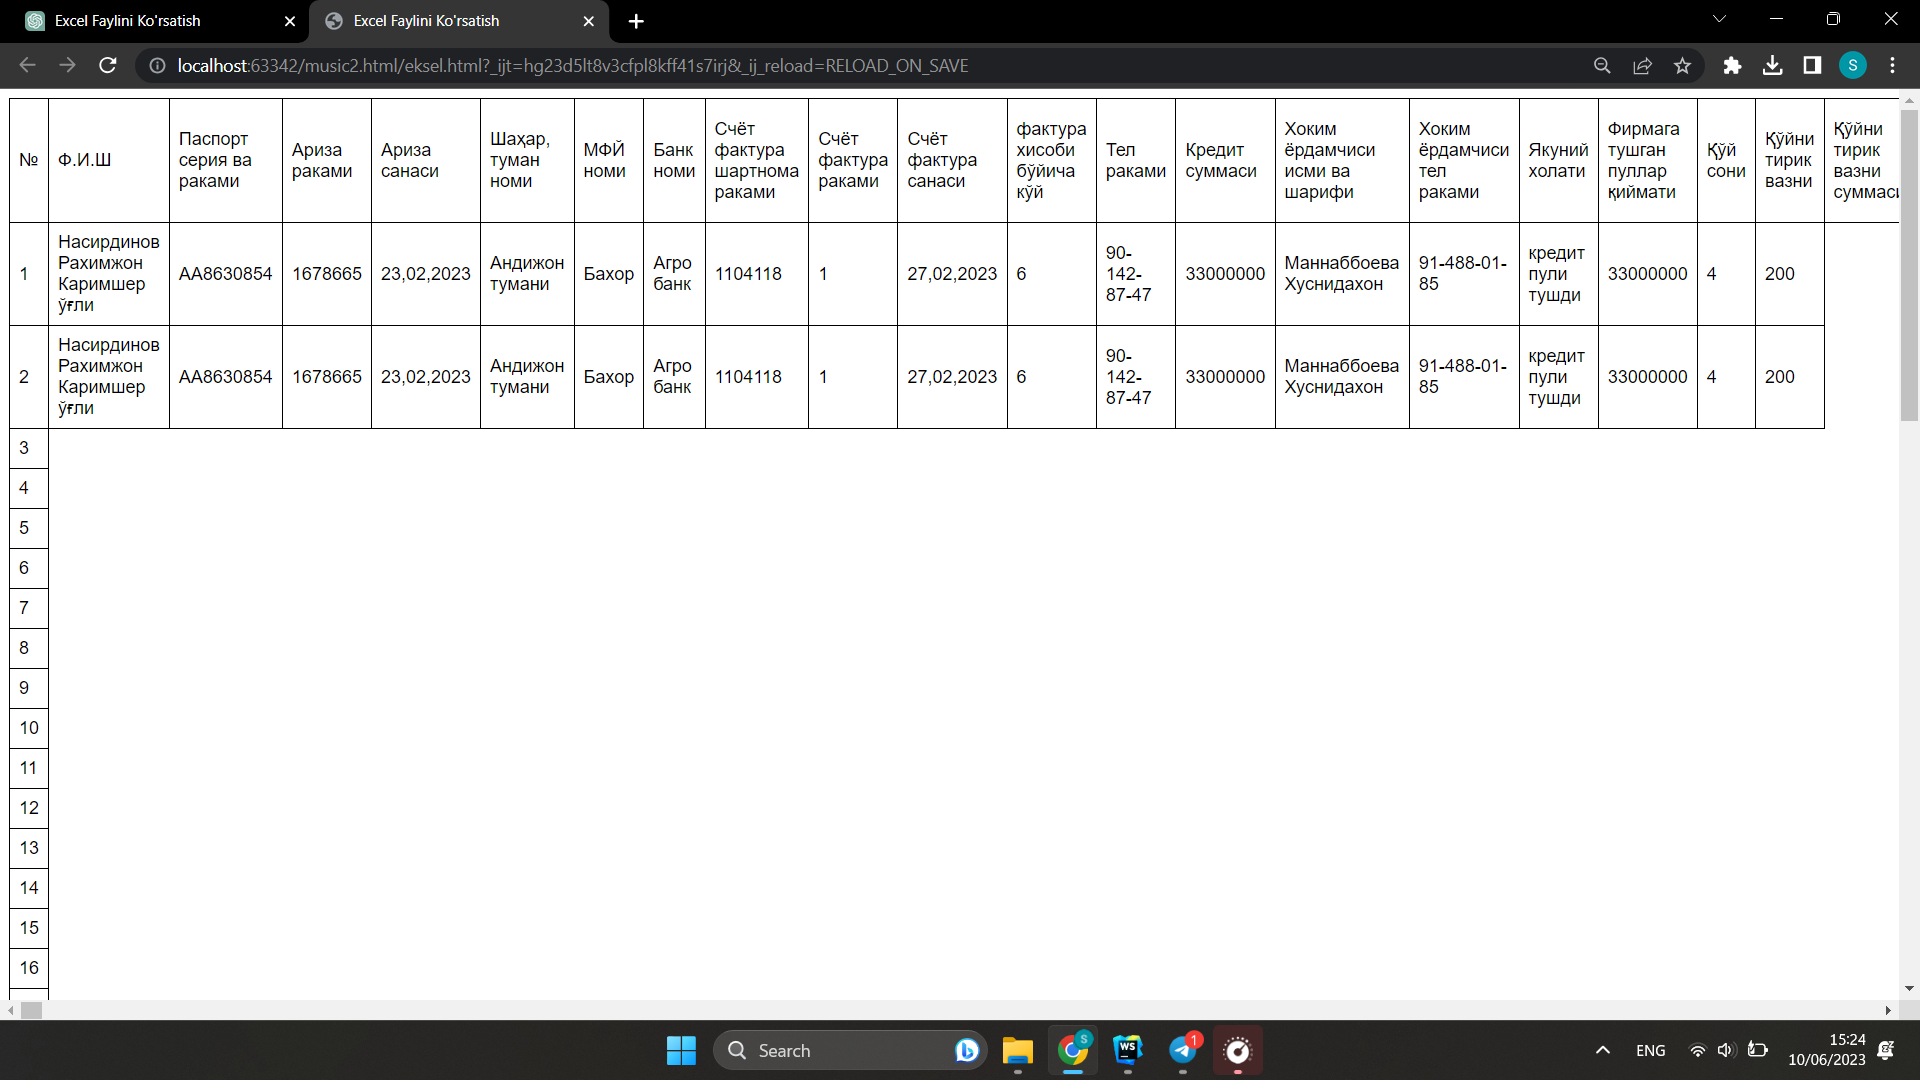 Excel Faylini Ko'rsatish
Excel Faylini Ko'rsatish
localhost:63342/music2.html/eksel.html?_ijt=hg23d5lt8v3cfpl8kff41s7irj&_ij_reload=RELOAD_ON_SAVE
S
№
Ф.И.Ш
Паспорт
серия ва
раками
Ариза
раками
Ариза
санаси
Шаҳар,
туман
номи
МФЙ
номи
Банк
номи
Счёт
фактура
шартнома
раками
Счёт
фактура
раками
Счёт
фактура
санаси
фактура
хисоби
бўйича
кўй
Тел
раками
Кредит
суммаси
Хоким
ёрдамчиси
исми ва
шарифи
Хоким
ёрдамчиси
тел
раками
Якуний
холати
Фирмага
тушган
пуллар
қиймати
Қўй
сони
Қўйни
тирик
вазни
Қўйни
тирик
вазни
суммаси
1
Насирдинов
Рахимжон
Каримшер
ўғли
АА8630854
1678665
23,02,2023
Андижон
тумани
Бахор
Агро
банк
1104118
1
27,02,2023
6
90-
142-
87-47
33000000
Маннаббоева
Хуснидахон
91-488-01-
85
кредит
пули
тушди
33000000
4
200
2
Насирдинов
Рахимжон
Каримшер
ўғли
АА8630854
1678665
23,02,2023
Андижон
тумани
Бахор
Агро
банк
1104118
1
27,02,2023
6
90-
142-
87-47
33000000
Маннаббоева
Хуснидахон
91-488-01-
85
кредит
пули
тушди
33000000
4
200
3
4
5
6
7
8
9
10
11
12
13
14
15
16
Search
S
WS
1
ENG
15:24
10/06/2023